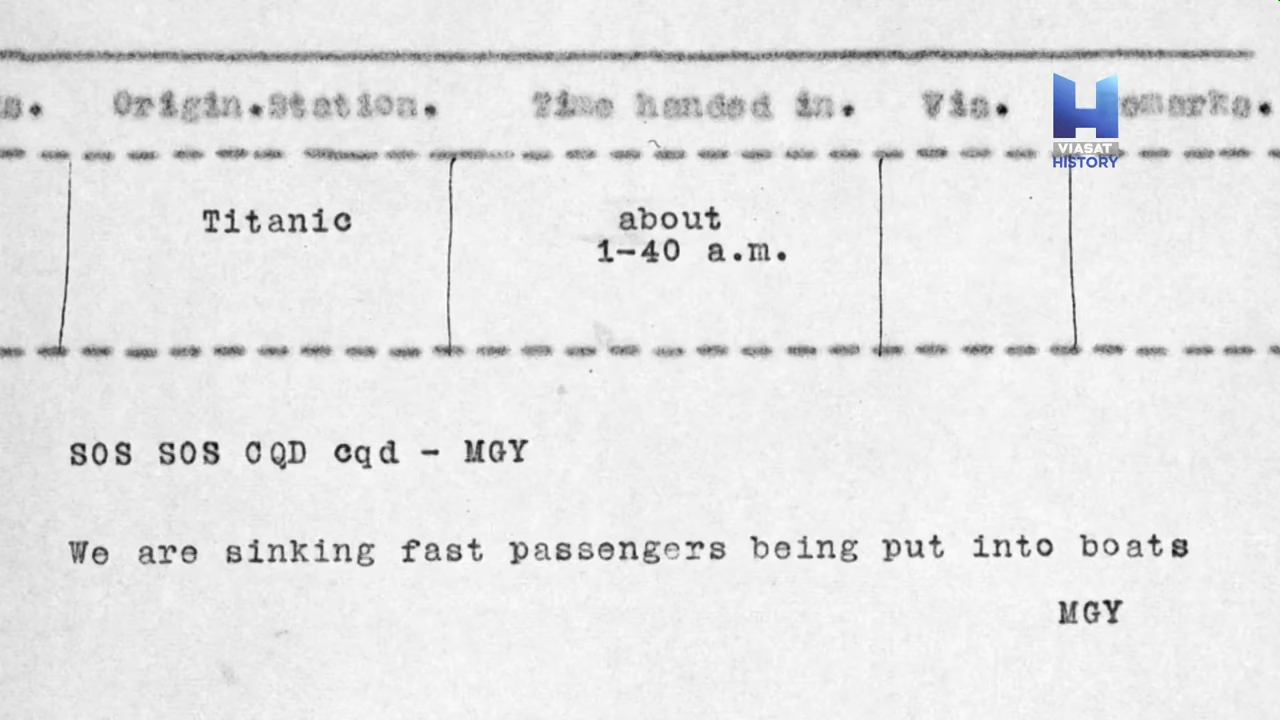 s. Origin.Station. Time handed in. Via. emarks.
Titanic
about
1-40 a.m.
SOS SOS CQD cqd - MGY
We are sinking fast passengers being put into boats
MGY
H
VIASAT
HISTORY